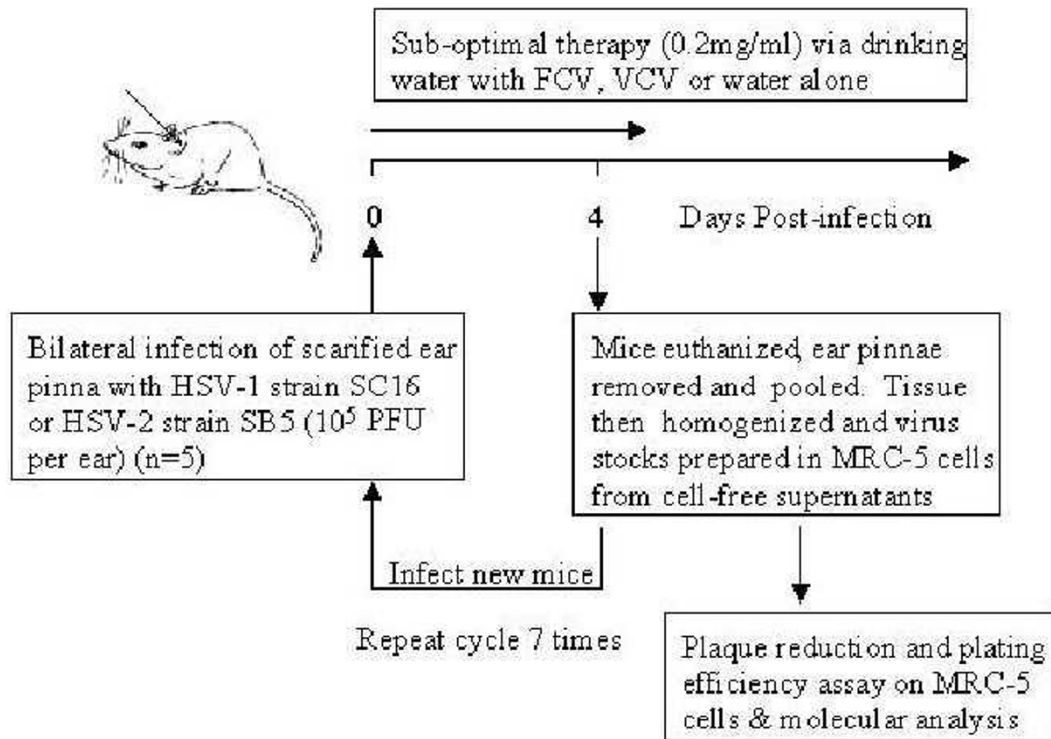 Sub-optimal therapy (0.2mg/ml) via drinking
water with FCV, VCV or water alone
0
4
Days Post-infection
Bilateral infection of scarified ear
pinna with HSV-1 strain SC16
or HSV-2 strain SB5 (10⁵ PFU
per ear) (n=5)
Mice euthanized, ear pinnae
removed and pooled. Tissue
then homogenized and virus
stocks prepared in MRC-5 cells
from cell-free supernatants
Infect new mice
Repeat cycle 7 times
Plaque reduction and plating
efficiency assay on MRC-5
cells & molecular analysis